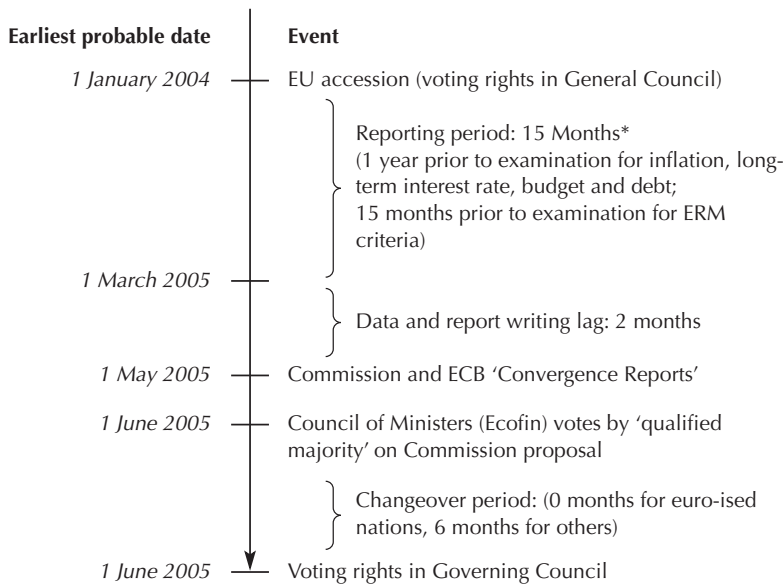 Earliest probable date Event
1 January 2004 EU accession (voting rights in General Council)
Reporting period: 15 Months*
(1 year prior to examination for inflation, long-
term interest rate, budget and debt;
15 months prior to examination for ERM
criteria)
1 March 2005
Data and report writing lag: 2 months
1 May 2005 Commission and ECB ‘Convergence Reports’
1 June 2005 Council of Ministers (Ecofin) votes by ‘qualified
majority’ on Commission proposal
Changeover period: (0 months for euro-ised
nations, 6 months for others)
1 June 2005 Voting rights in Governing Council